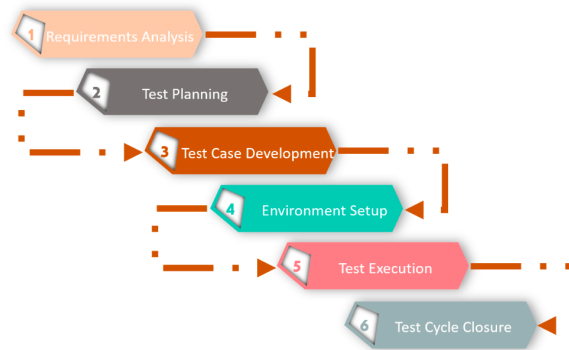 1 Requirements Analysis
2 Test Planning
3 Test Case Development
4 Environment Setup
5 Test Execution
6 Test Cycle Closure